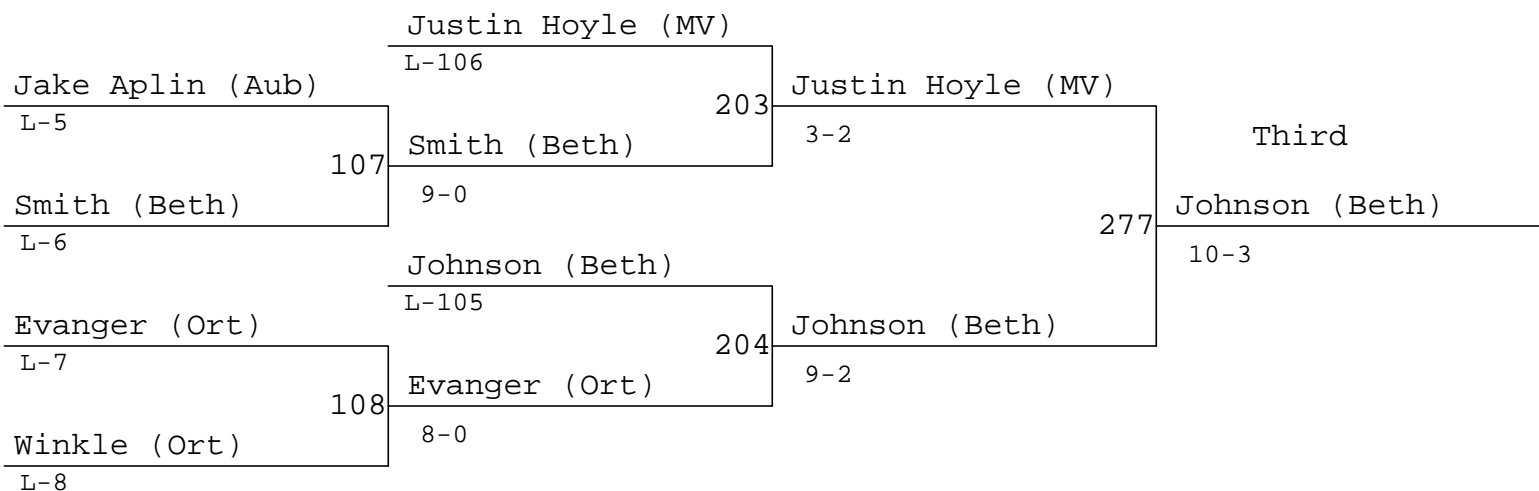 Justin Hoyle (MV)
L-106
Jake Aplin (Aub)
L-5
203
Justin Hoyle (MV)
3-2
Third
107
Smith (Beth)
9-0
Smith (Beth)
L-6
277
Johnson (Beth)
10-3
Johnson (Beth)
L-105
Evanger (Ort)
L-7
204
Johnson (Beth)
9-2
108
Evanger (Ort)
8-0
Winkle (Ort)
L-8